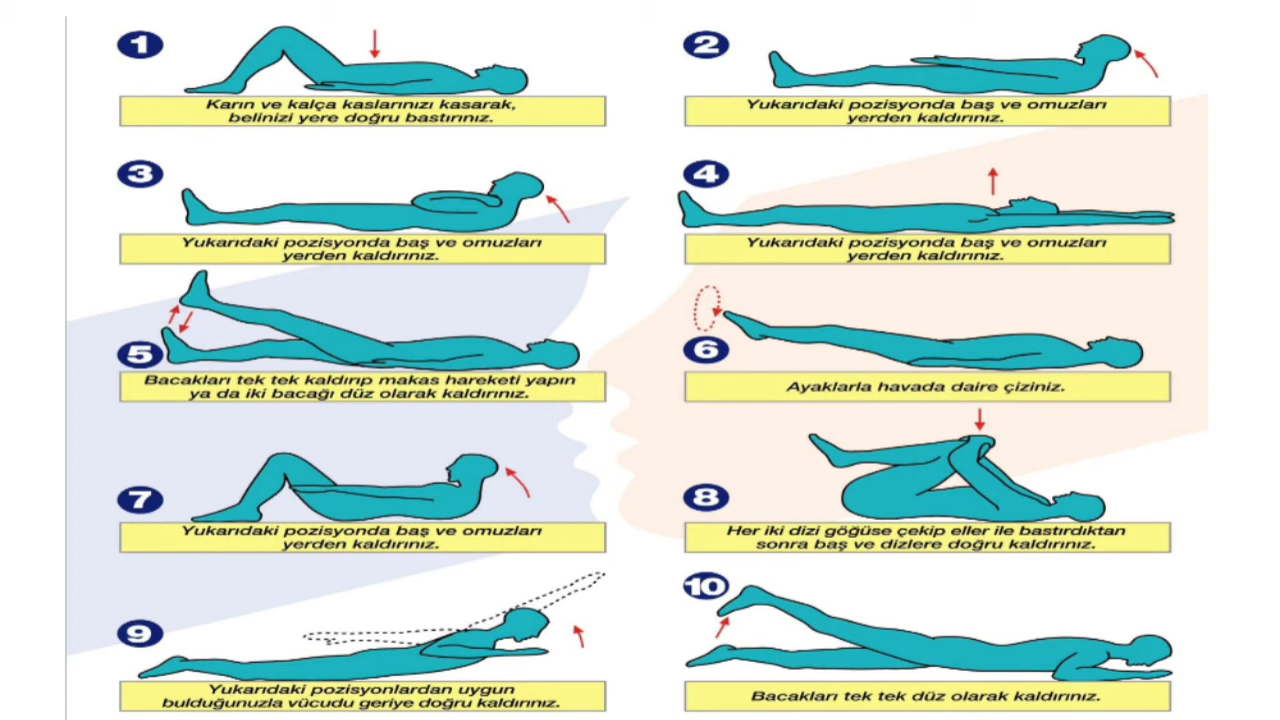 1
Karın ve kalça kaslarınızı kasarak,
belinizi yere doğru bastırınız.
2
Yukarıdaki pozisyonda baş ve omuzları
yerden kaldırınız.
3
Yukarıdaki pozisyonda baş ve omuzları
yerden kaldırınız.
4
Yukarıdaki pozisyonda baş ve omuzları
yerden kaldırınız.
5
Bacakları tek tek kaldırıp makas hareketi yapın
ya da iki bacağı düz olarak kaldırınız.
6
Ayaklarla havada daire çiziniz.
7
Yukarıdaki pozisyonda baş ve omuzları
yerden kaldırınız.
8
Her iki dizi göğüse çekip eller ile bastırdıktan
sonra baş ve dizlere doğru kaldırınız.
9
Yukarıdaki pozisyonlardan uygun
bulduğunuzla vücudu geriye doğru kaldırınız.
10
Bacakları tek tek düz olarak kaldırınız.